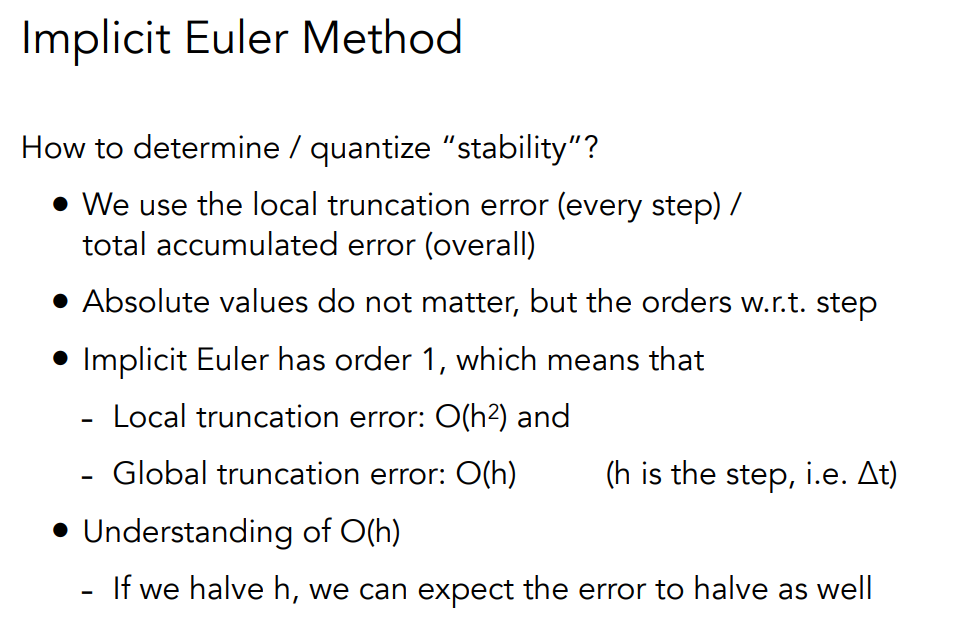 Implicit Euler Method
How to determine / quantize “stability”?
• We use the local truncation error (every step) /
total accumulated error (overall)
• Absolute values do not matter, but the orders w.r.t. step
• Implicit Euler has order 1, which means that
- Local truncation error: O(h²) and
- Global truncation error: O(h) (h is the step, i.e. Δt)
• Understanding of O(h)
- If we halve h, we can expect the error to halve as well